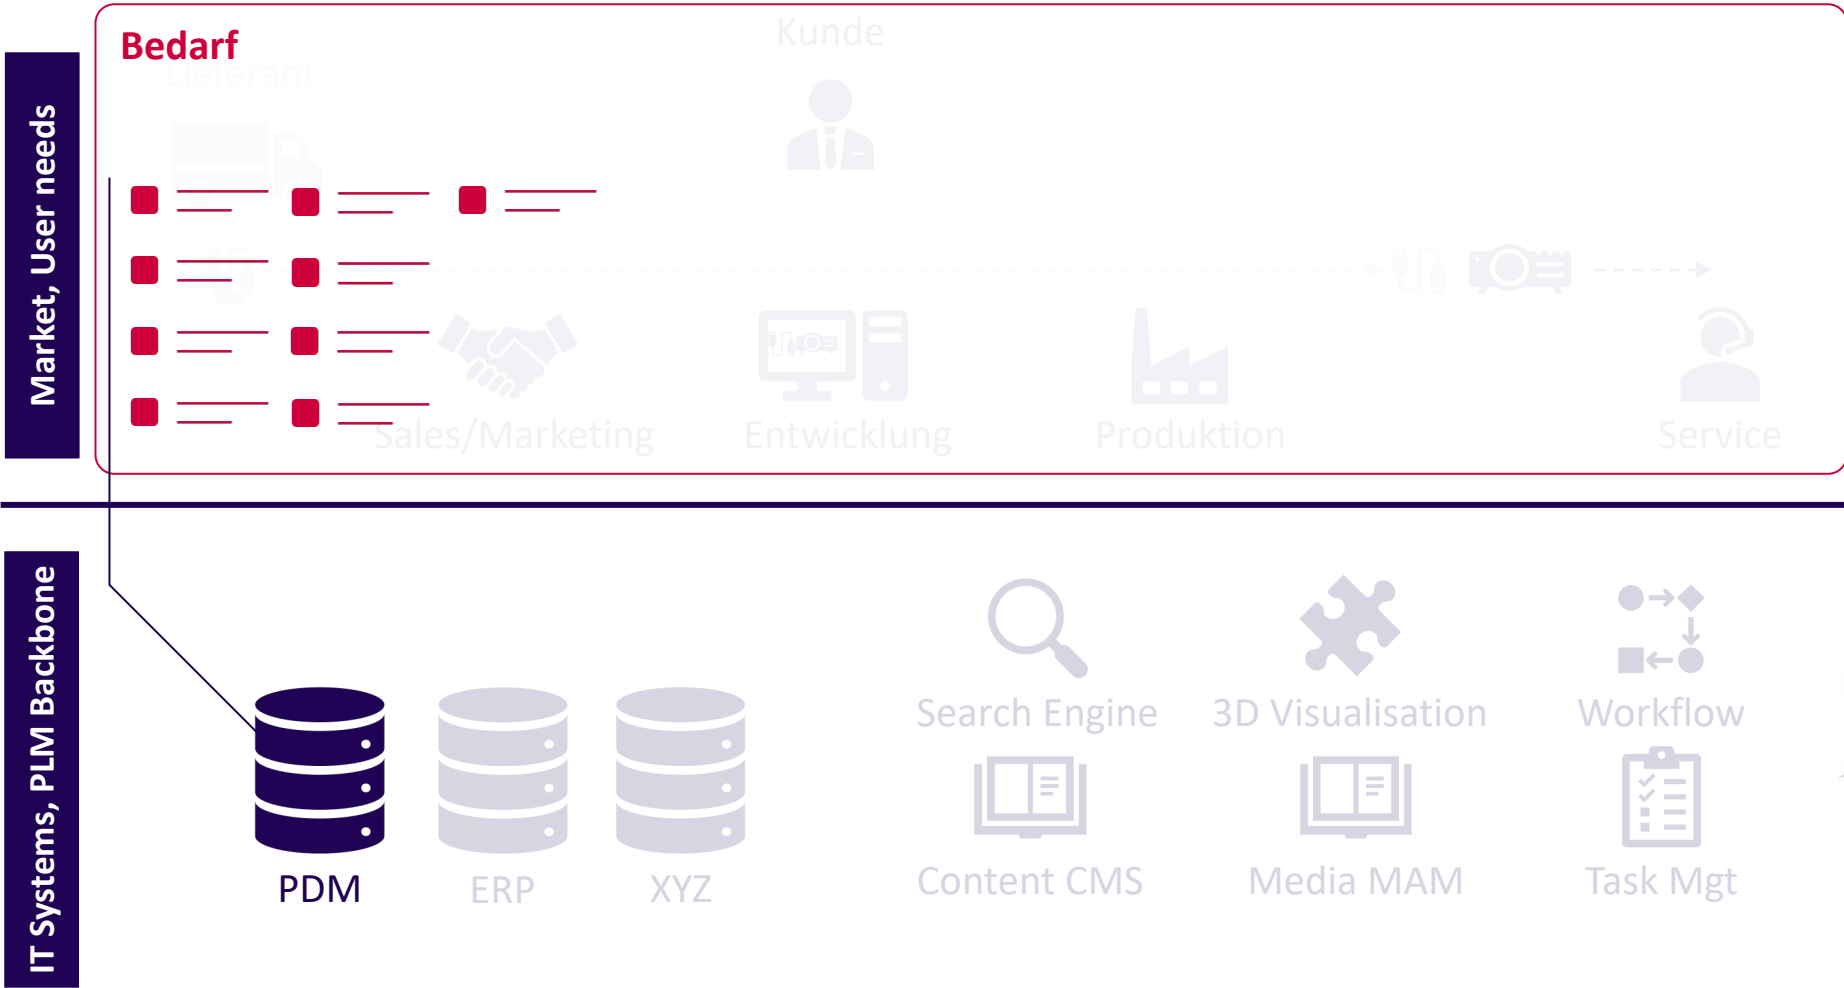 Kunde
Bedarf
Lieferant
Market, User needs
Sales/Marketing
Entwicklung
Produktion
Service
IT Systems, PLM Backbone
Search Engine
3D Visualisation
Workflow
PDM
ERP
XYZ
Content CMS
Media MAM
Task Mgt